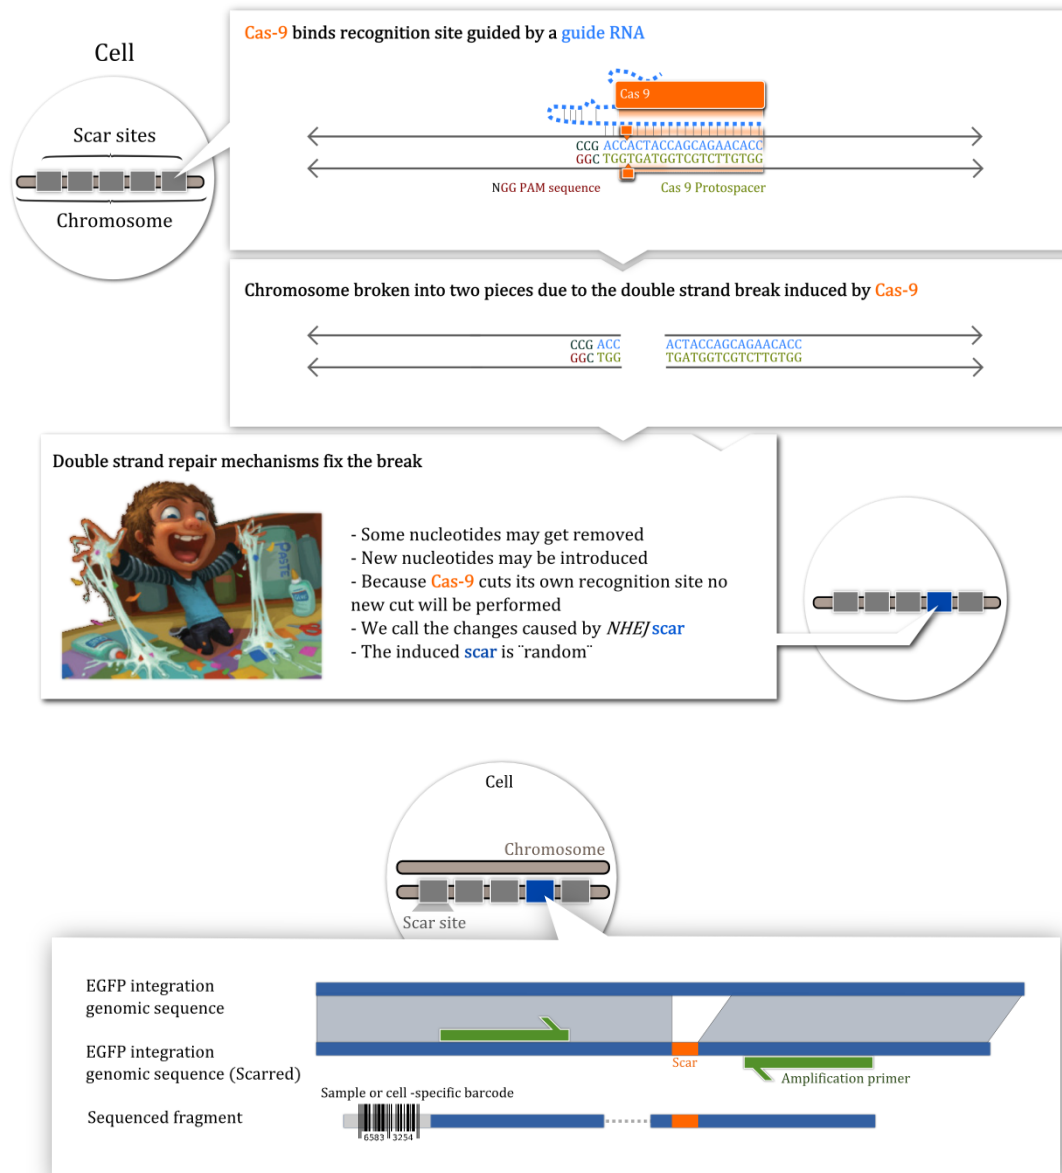 Cell
Scar sites
Chromosome
Cas-9 binds recognition site guided by a guide RNA
Cas 9
CCG ACCACTACCAGCAGAACACC
GGC TGGTGATGGTCGTCTTGTGG
NGG PAM sequence Cas 9 Protospacer
Chromosome broken into two pieces due to the double strand break induced by Cas-9
CCG ACC ACTACCAGCAGAACACC
GGC TGG TGATGGTCGTCTTGTGG
Double strand repair mechanisms fix the break
PASTE
- Some nucleotides may get removed
- New nucleotides may be introduced
- Because Cas-9 cuts its own recognition site no
new cut will be performed
- We call the changes caused by NHEJ scar
- The induced scar is ¨random¨
Cell
Chromosome
Scar site
EGFP integration
genomic sequence
EGFP integration
genomic sequence (Scarred)
Scar
Amplification primer
Sample or cell -specific barcode
Sequenced fragment
6583 3254